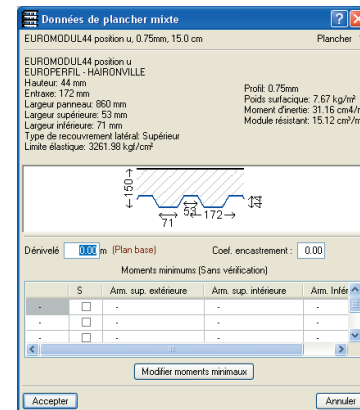 Données de plancher mixte
EUROMODUL44 position u, 0.75mm, 15.0 cm
Plancher
EUROMODUL44 position u
EUROPERFIL - HAIRONVILLE
Hauteur: 44 mm
Entraxe: 172 mm
Largeur panneau: 860 mm
Largeur supérieure: 53 mm
Largeur inférieure: 71 mm
Type de recouvrement latéral: Supérieur
Limite élastique: 3261.98 kgf/cm²
Profil: 0.75mm
Poids surfacique: 7.67 kg/m²
Moment d'inertie: 31.16 cm4/m
Module résistant: 15.12 cm³/m
150
53
172
44
71
Dénivelé 0.00 m (Plan base) Coef. encastrement : 0.00
Moments minimums (Sans vérification)
S Arm. sup. extérieure Arm. sup. intérieure Arm. Infér
- - - -
- - - -
- - - -
Modifier moments minimaux
Accepter Annuler